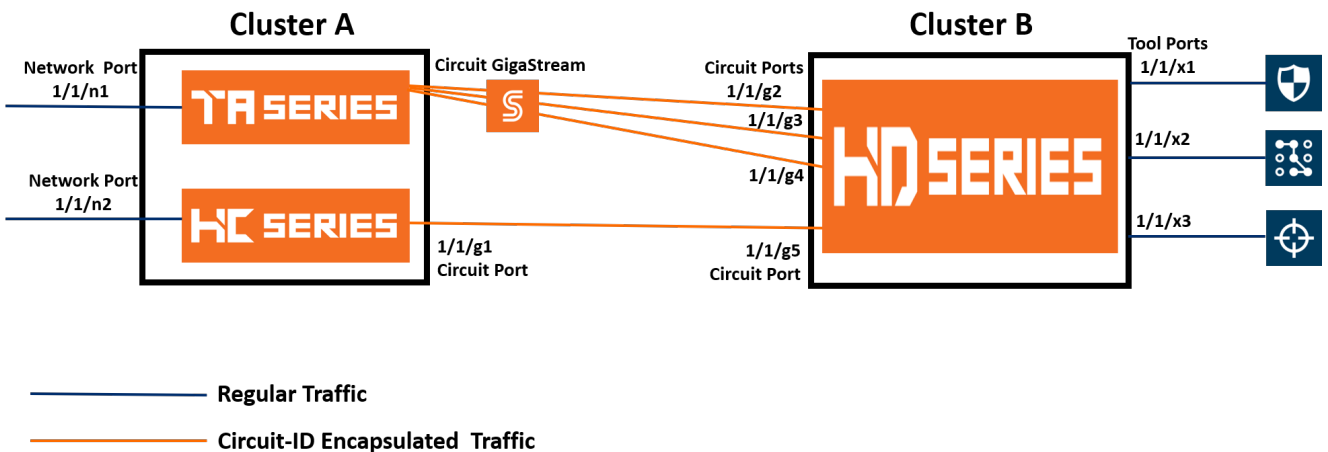 Cluster A
Cluster B
Network Port
1/1/n1
TA SERIES
Circuit GigaStream
S
Circuit Ports
1/1/g2
1/1/g3
1/1/g4
HD SERIES
Tool Ports
1/1/x1
1/1/x2
1/1/x3
Network Port
1/1/n2
HC SERIES
1/1/g1
Circuit Port
1/1/g5
Circuit Port
Regular Traffic
Circuit-ID Encapsulated Traffic